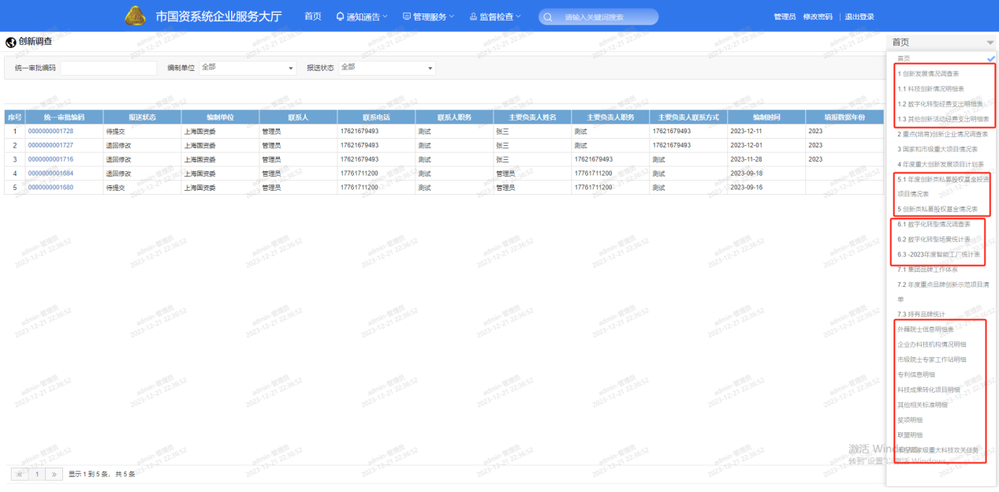 市国资系统企业服务大厅 首页 通知通告 管理服务 监督检查 请输入关键词搜索 管理员 修改密码 | 退出登录
创新调查
首页
统一审批编码 编制单位 全部 报送状态 全部
序号 统一审批编码 报送状态 编制单位 联系人 联系电话 联系人职务 主要负责人姓名 主要负责人职务 主要负责人联系方式 编制时间 填报数据年份
1 0000000001728 待提交 上海国资委 管理员 17621679493 测试 张三 测试 17621679493 2023-12-11 2023
2 0000000001727 退回修改 上海国资委 管理员 17621679493 测试 张三 测试 17621679493 2023-12-01 2023
3 0000000001716 退回修改 上海国资委 管理员 17621679493 测试 张三 17621679493 测试 2023-11-28 2023
4 0000000001684 退回修改 上海国资委 管理员 17761711200 测试 管理员 17761711200 测试 2023-09-18
5 0000000001680 待提交 上海国资委 管理员 17761711200 测试 管理员 17761711200 测试 2023-09-16
首页
1 创新发展情况调查表
1.1 科技创新情况明细表
1.2 数字化转型经费支出明细表
1.3 其他创新活动经费支出明细表
2 重点(培育)创新企业情况调查表
3 国家和市级重大项目情况表
4 年度重大创新发展项目计划表
5.1 年度创新类私募股权基金投资
项目情况表
5 创新类私募股权基金情况表
6.1 数字化转型情况调查表
6.2 数字化转型场景统计表
6.3 -2023年度智能工厂统计表
7.1 集团品牌工作体系
7.2 年度重点品牌创新示范项目清
单
7.3 持有品牌统计
外籍院士信息明细表
企业办科技机构情况明细
市级院士专家工作站明细
专利信息明细
科技成果转化项目明细
其他相关标准明细
奖项明细
联盟明细
国家级重大科技攻关任务
激活 Windows
转到"设置"以激活 Windows。
« 1 » 显示 1 到 5 条, 共 5 条
admin-管理员
2023-12-21 22:36:52